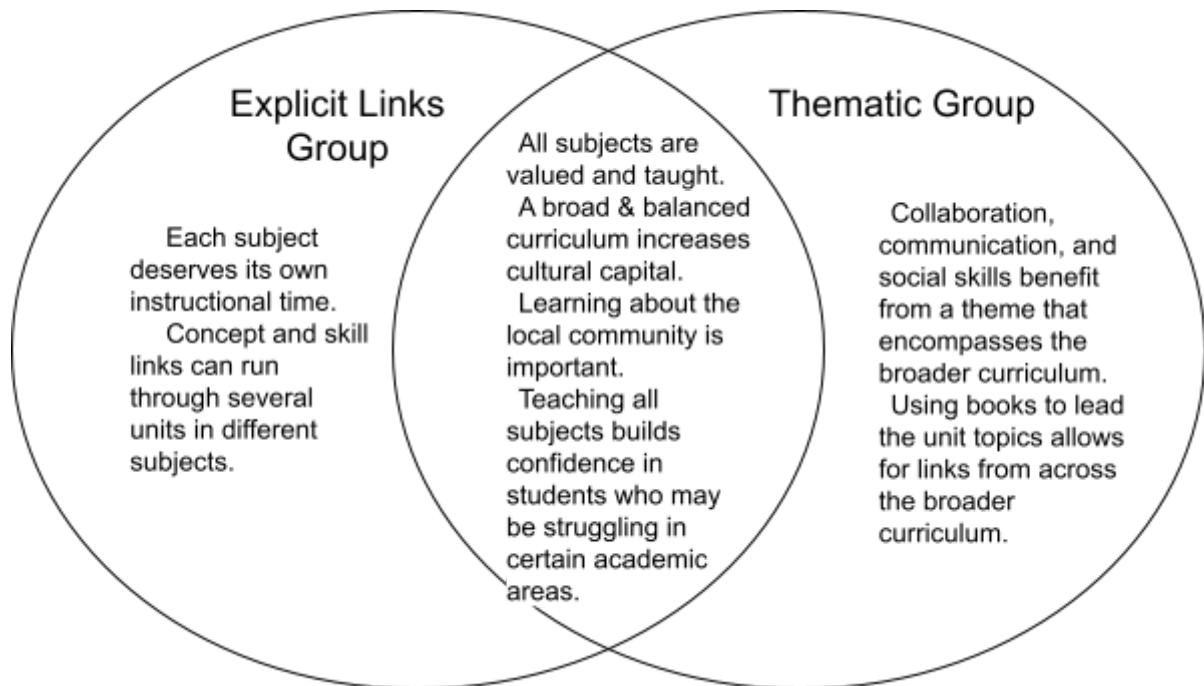 Explicit Links
Group
Each subject
deserves its own
instructional time.
Concept and skill
links can run
through several
units in different
subjects.
All subjects are
valued and taught.
A broad & balanced
curriculum increases
cultural capital.
Learning about the
local community is
important.
Teaching all
subjects builds
confidence in
students who may
be struggling in
certain academic
areas.
Thematic Group
Collaboration,
communication, and
social skills benefit
from a theme that
encompasses the
broader curriculum.
Using books to lead
the unit topics allows
for links from across
the broader
curriculum.